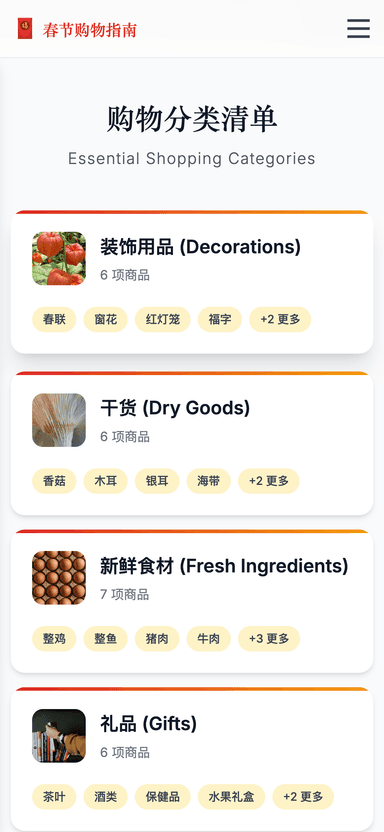 春节购物指南
购物分类清单
Essential Shopping Categories
装饰用品 (Decorations)
6 项商品
春联 窗花 红灯笼 福字 +2 更多
干货 (Dry Goods)
6 项商品
香菇 木耳 银耳 海带 +2 更多
新鲜食材 (Fresh Ingredients)
7 项商品
整鸡 整鱼 猪肉 牛肉 +3 更多
礼品 (Gifts)
6 项商品
茶叶 酒类 保健品 水果礼盒 +2 更多